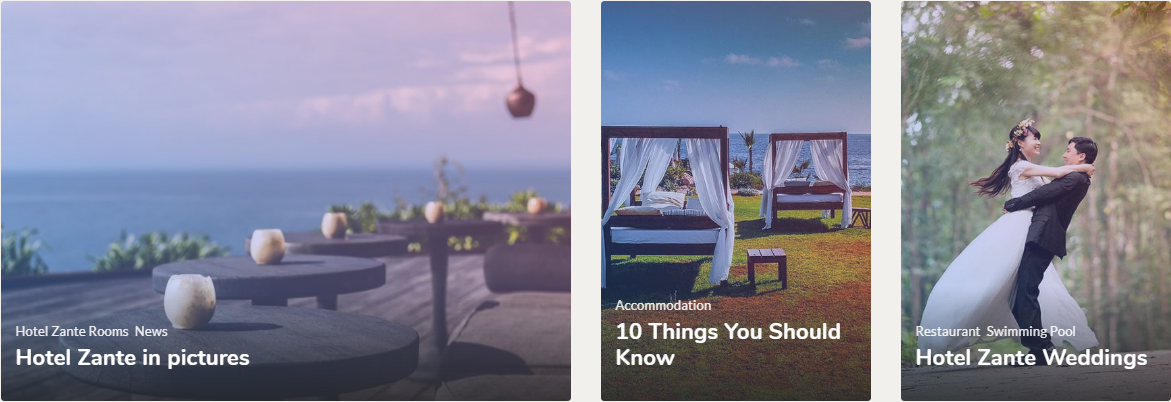 Hotel Zante Rooms News
Hotel Zante in pictures
Accommodation
10 Things You Should
Know
Restaurant Swimming Pool
Hotel Zante Weddings